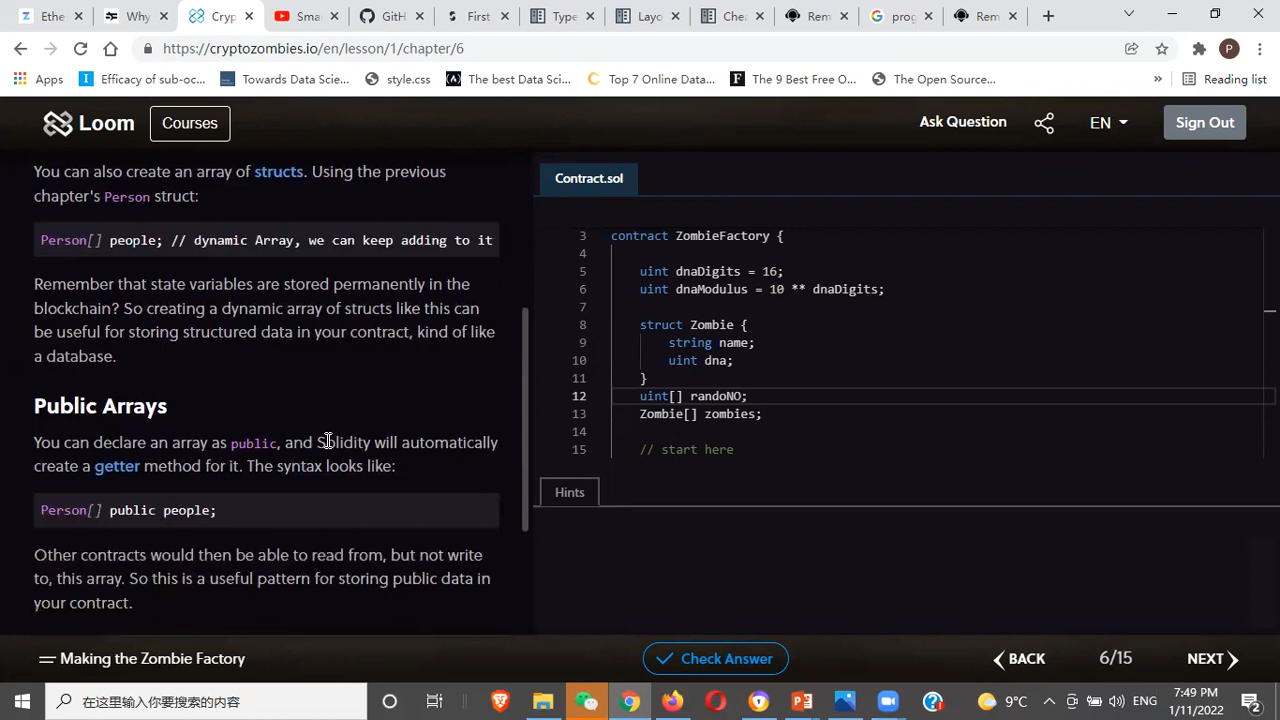 Ethe
Why
Cryp
Sma
GitH
First
Type
Layo
Che
Rem
prog
Rem
https://cryptozombies.io/en/lesson/1/chapter/6
P
Apps
Efficacy of sub-oc...
Towards Data Scie...
style.css
The best Data Sci...
Top 7 Online Data...
The 9 Best Free O...
The Open Source...
»
Reading list
Loom
Courses
Ask Question
EN
Sign Out
You can also create an array of structs. Using the previous
chapter's Person struct:
Person[] people; // dynamic Array, we can keep adding to it
Remember that state variables are stored permanently in the
blockchain? So creating a dynamic array of structs like this can
be useful for storing structured data in your contract, kind of like
a database.
Public Arrays
You can declare an array as public, and Solidity will automatically
create a getter method for it. The syntax looks like:
Person[] public people;
Other contracts would then be able to read from, but not write
to, this array. So this is a useful pattern for storing public data in
your contract.
Contract.sol
3 contract ZombieFactory {
4
5 uint dnaDigits = 16;
6 uint dnaModulus = 10 ** dnaDigits;
7
8 struct Zombie {
9 string name;
10 uint dna;
11 }
12 uint[] randoNO;
13 Zombie[] zombies;
14
15 // start here
Hints
Making the Zombie Factory
Check Answer
BACK
6/15
NEXT
在这里输入你要搜索的内容
9°C
ENG
7:49 PM
1/11/2022
2